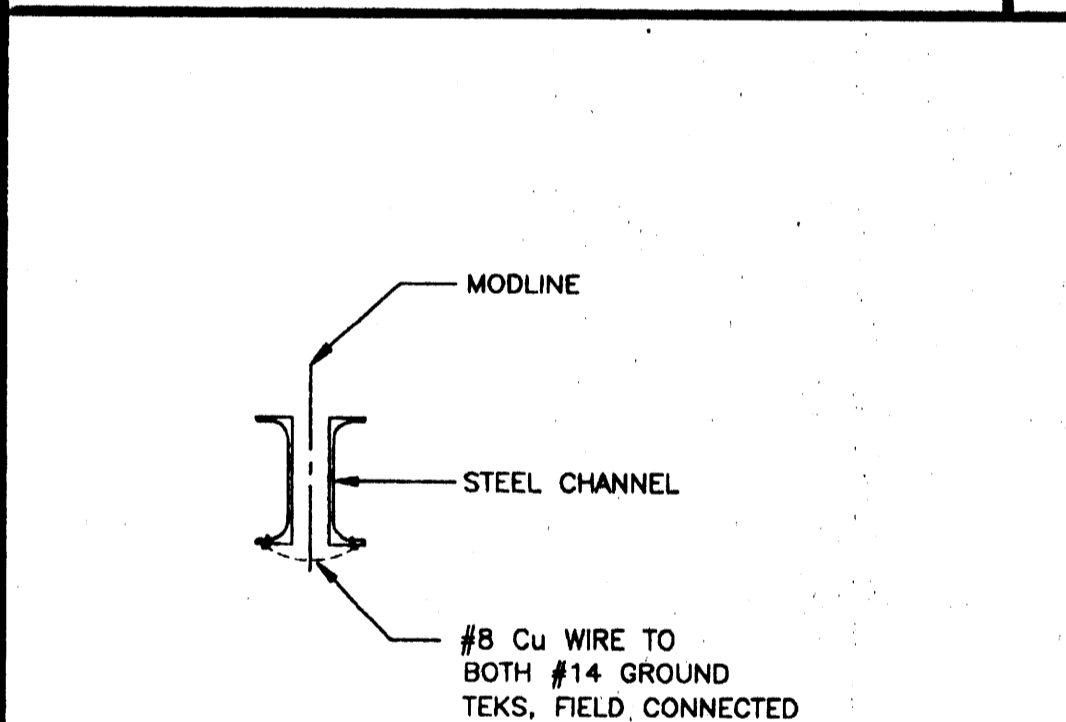 MODLINE
STEEL CHANNEL
#8 Cu WIRE TO
BOTH #14 GROUND
TEKS, FIELD CONNECTED